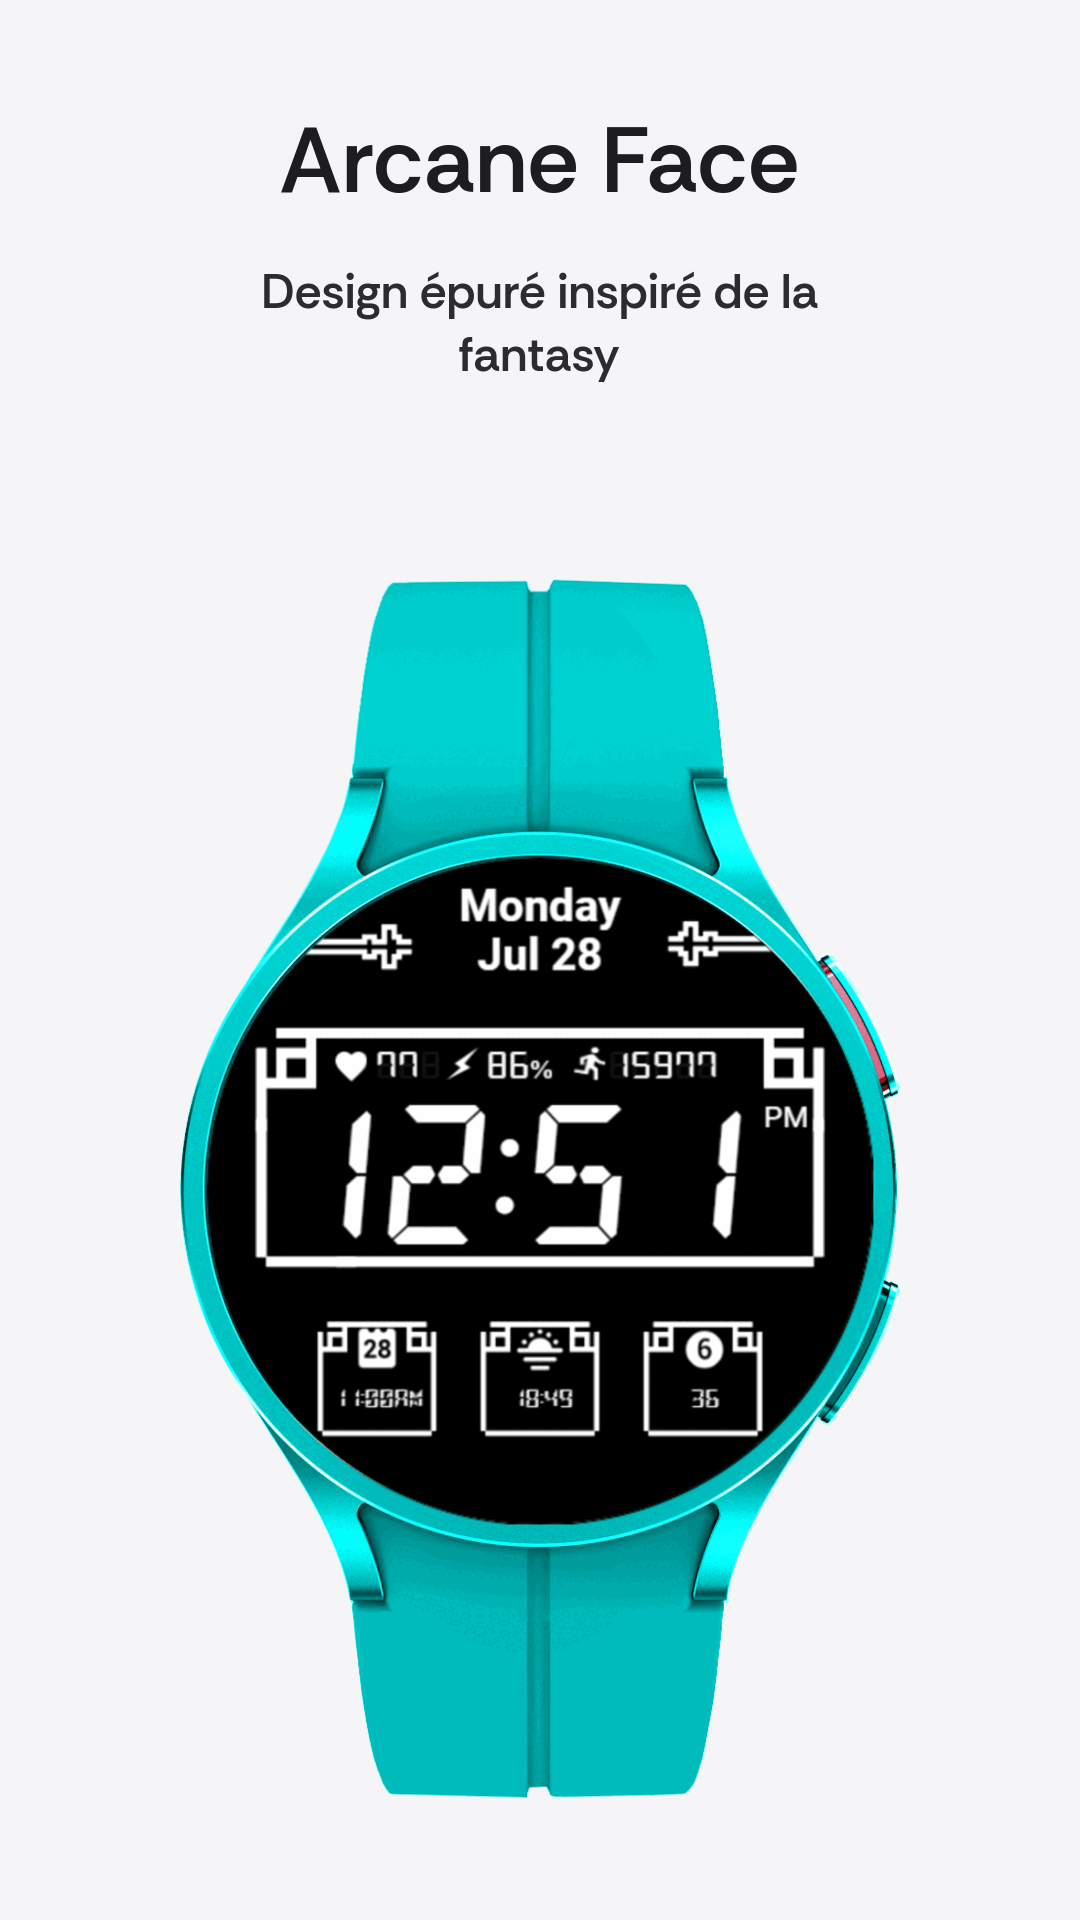 Arcane Face
Design épuré inspiré de la
fantasy
Monday
Jul 28
77 86% 15977
12:51 PM
28 6
11:00AM 18:49 36